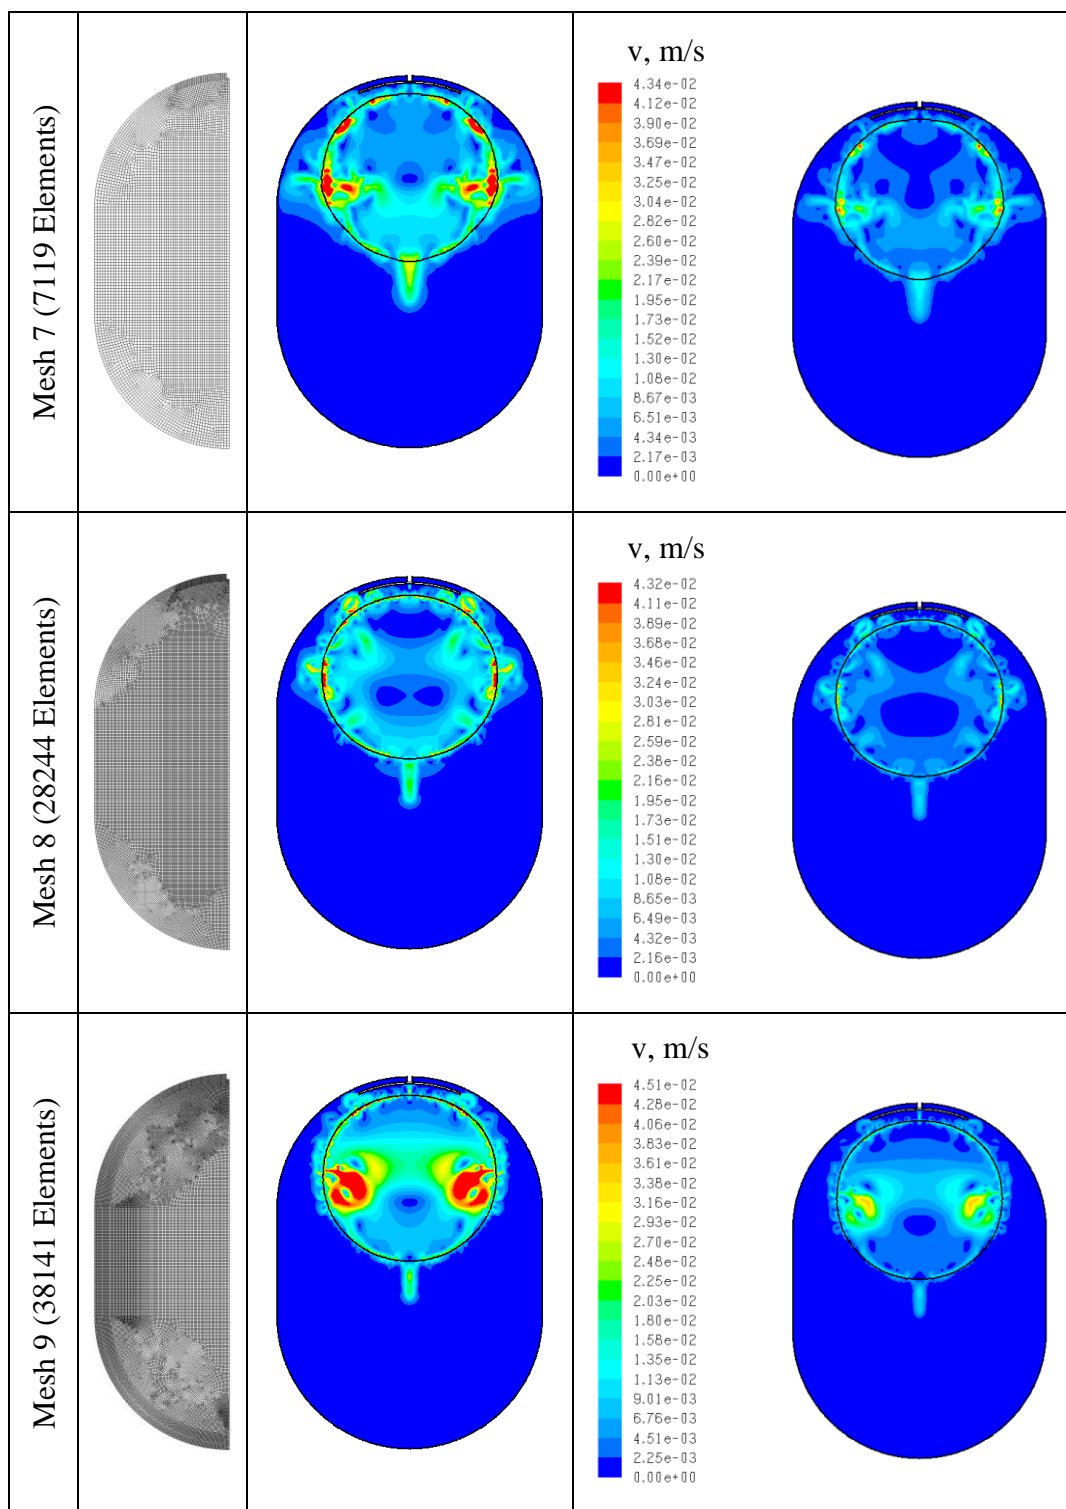 Mesh 7 (7119 Elements)
v, m/s
4.34e-02
4.12e-02
3.90e-02
3.69e-02
3.47e-02
3.25e-02
3.04e-02
2.82e-02
2.60e-02
2.39e-02
2.17e-02
1.95e-02
1.73e-02
1.52e-02
1.30e-02
1.08e-02
8.67e-03
6.51e-03
4.34e-03
2.17e-03
0.00e+00
Mesh 8 (28244 Elements)
v, m/s
4.32e-02
4.11e-02
3.89e-02
3.68e-02
3.46e-02
3.24e-02
3.03e-02
2.81e-02
2.59e-02
2.38e-02
2.16e-02
1.95e-02
1.73e-02
1.51e-02
1.30e-02
1.08e-02
8.65e-03
6.49e-03
4.32e-03
2.16e-03
0.00e+00
Mesh 9 (38141 Elements)
v, m/s
4.51e-02
4.28e-02
4.06e-02
3.83e-02
3.61e-02
3.38e-02
3.16e-02
2.93e-02
2.70e-02
2.48e-02
2.25e-02
2.03e-02
1.80e-02
1.58e-02
1.35e-02
1.13e-02
9.01e-03
6.76e-03
4.51e-03
2.25e-03
0.00e+00